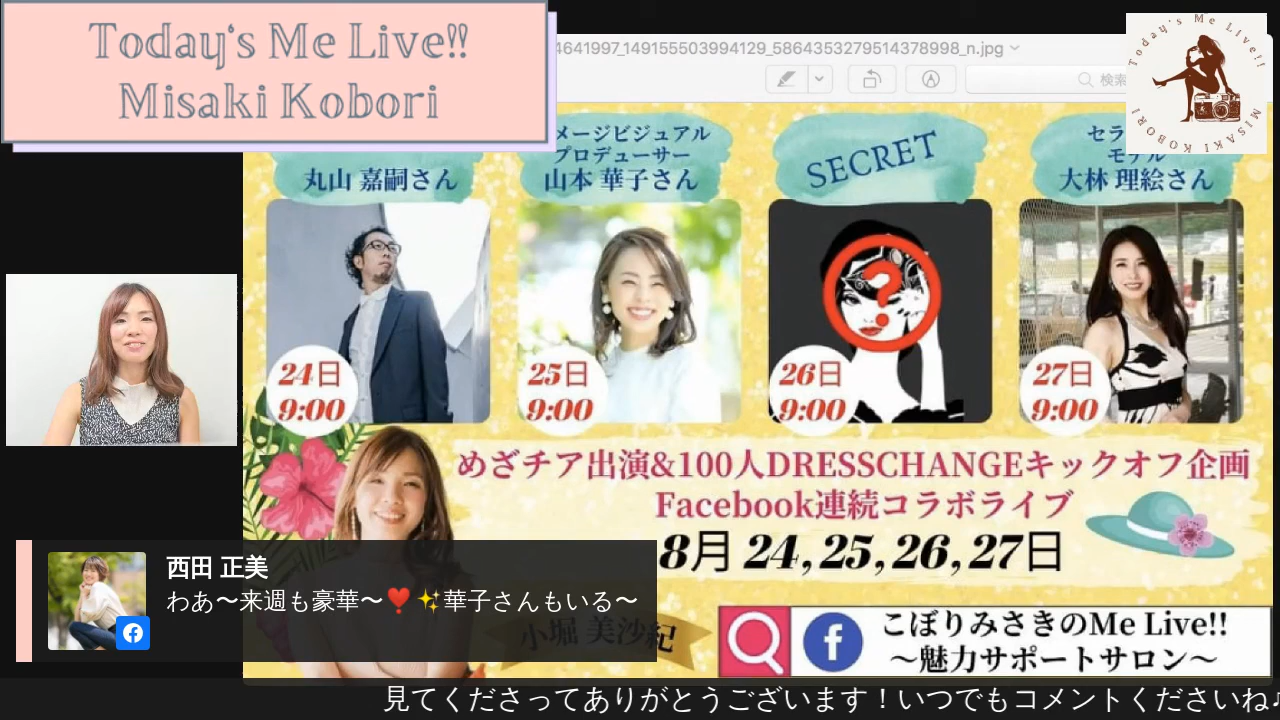 Today's Me Live!!
Misaki Kobori
4641997_149155503994129_5864353279514378998_n.jpg
検索
Today's Me Live!!
MISAKI KOBORI
丸山 嘉嗣さん
メージビジュアル
プロデューサー
山本 華子さん
SECRET
セラ
モデル
大林 理絵さん
24日
9:00
25日
9:00
?
26日
9:00
27日
9:00
めざチア出演&100人DRESSCHANGEキックオフ企画
Facebook連続コラボライブ
8月 24, 25, 26, 27日
西田 正美
わあ〜来週も豪華〜❣️✨華子さんもいる〜
小堀 美沙紀
f
こぼりみさきのMe Live!!
〜魅力サポートサロン〜
見てくださってありがとうございます！いつでもコメントくださいね♪